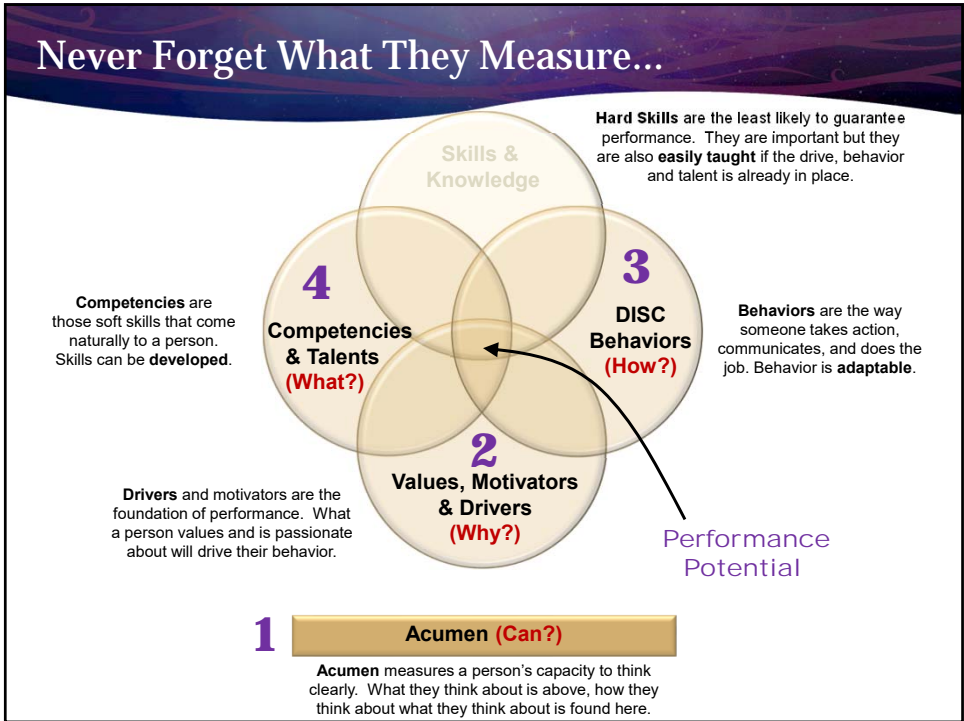 Never Forget What They Measure...
Hard Skills are the least likely to guarantee
performance. They are important but they
are also easily taught if the drive, behavior
and talent is already in place.
Skills &
Knowledge
4
Competencies
& Talents
(What?)
3
DISC
Behaviors
(How?)
Competencies are
those soft skills that come
naturally to a person.
Skills can be developed.
Behaviors are the way
someone takes action,
communicates, and does the
job. Behavior is adaptable.
2
Values, Motivators
& Drivers
(Why?)
Drivers and motivators are the
foundation of performance. What
a person values and is passionate
about will drive their behavior.
Performance
Potential
1
Acumen (Can?)
Acumen measures a person's capacity to think
clearly. What they think about is above, how they
think about what they think about is found here.